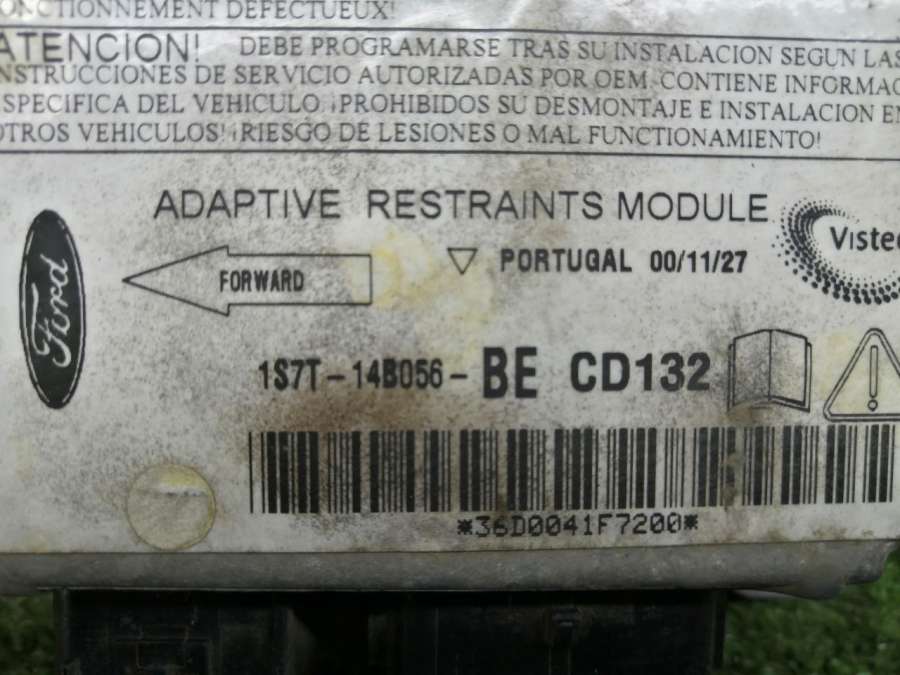 FONCTIONNEMENT DEFECTUEUX!
ATENCION! DEBE PROGRAMARSE TRAS SU INSTALACION SEGUN LAS
INSTRUCCIONES DE SERVICIO AUTORIZADAS POR OEM. CONTIENE INFORMAC
ESPECIFICA DEL VEHICULO. ¡PROHIBIDOS SU DESMONTAJE E INSTALACION EN
OTROS VEHICULOS! ¡RIESGO DE LESIONES O MAL FUNCIONAMIENTO!
ADAPTIVE RESTRAINTS MODULE
Ford
FORWARD
PORTUGAL 00/11/27
Visteo
1S7T-14B056-BE CD132
*36D0041F7200*